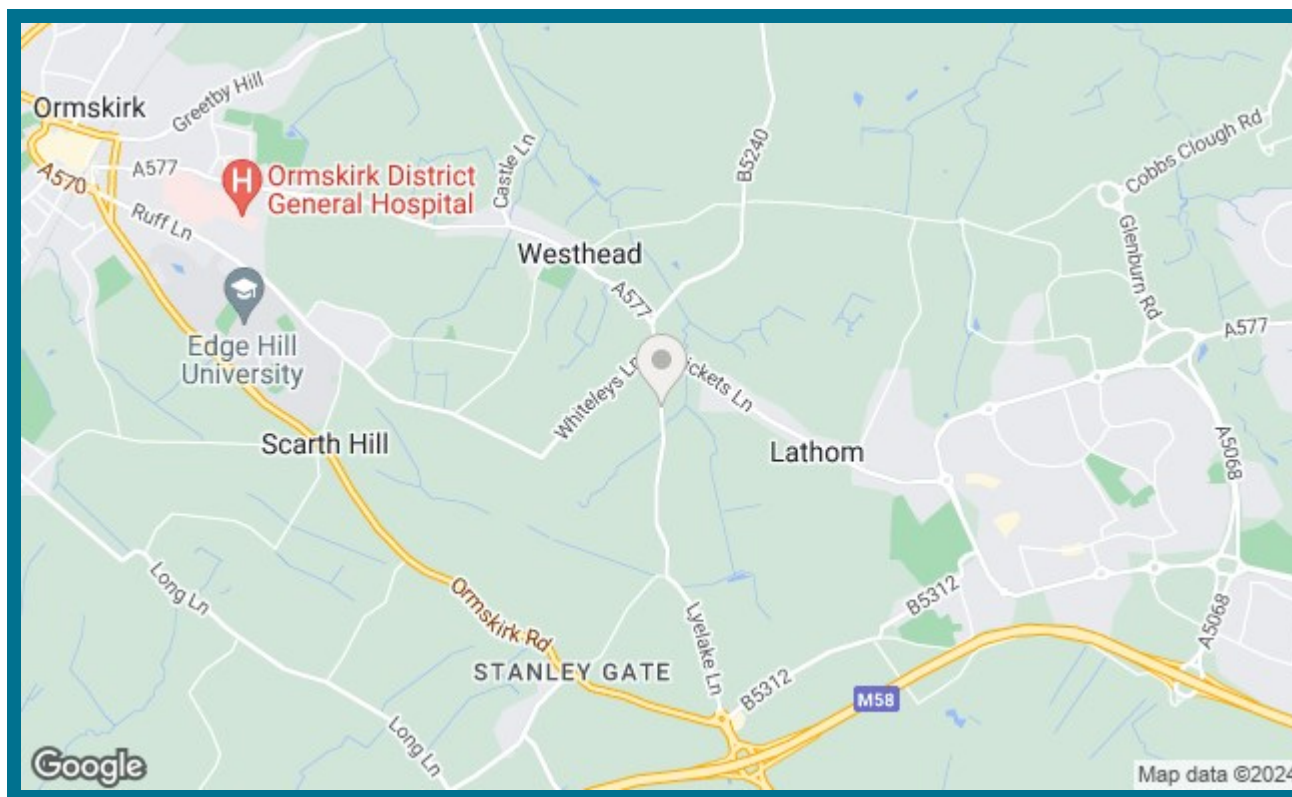 Ormskirk
Greetby Hill
A577
A570
Ruff Ln
H
Ormskirk District
General Hospital
Castle Ln
B5240
Cobbs Clough Rd
Glenburn Rd
Westhead
A577
A577
Edge Hill
University
Whiteleys Ln
ickets Ln
Scarth Hill
Lathom
A5068
Long Ln
Ormskirk Rd
B5312
Lyelake Ln
A5068
STANLEY GATE
B5312
M58
Long Ln
Google
Map data ©2024